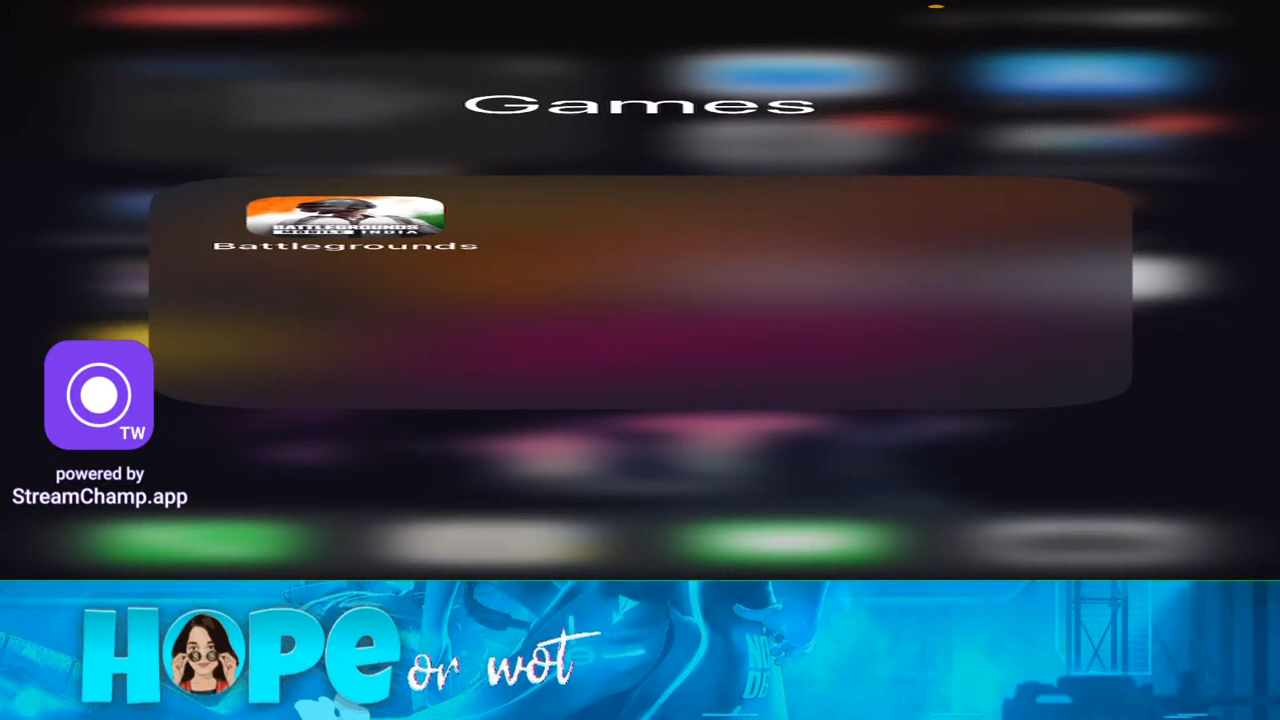 Games
BATTLEGROUNDS
MOBILE INDIA
Battlegrounds
TW
powered by
StreamChamp.app
HOPE or wot